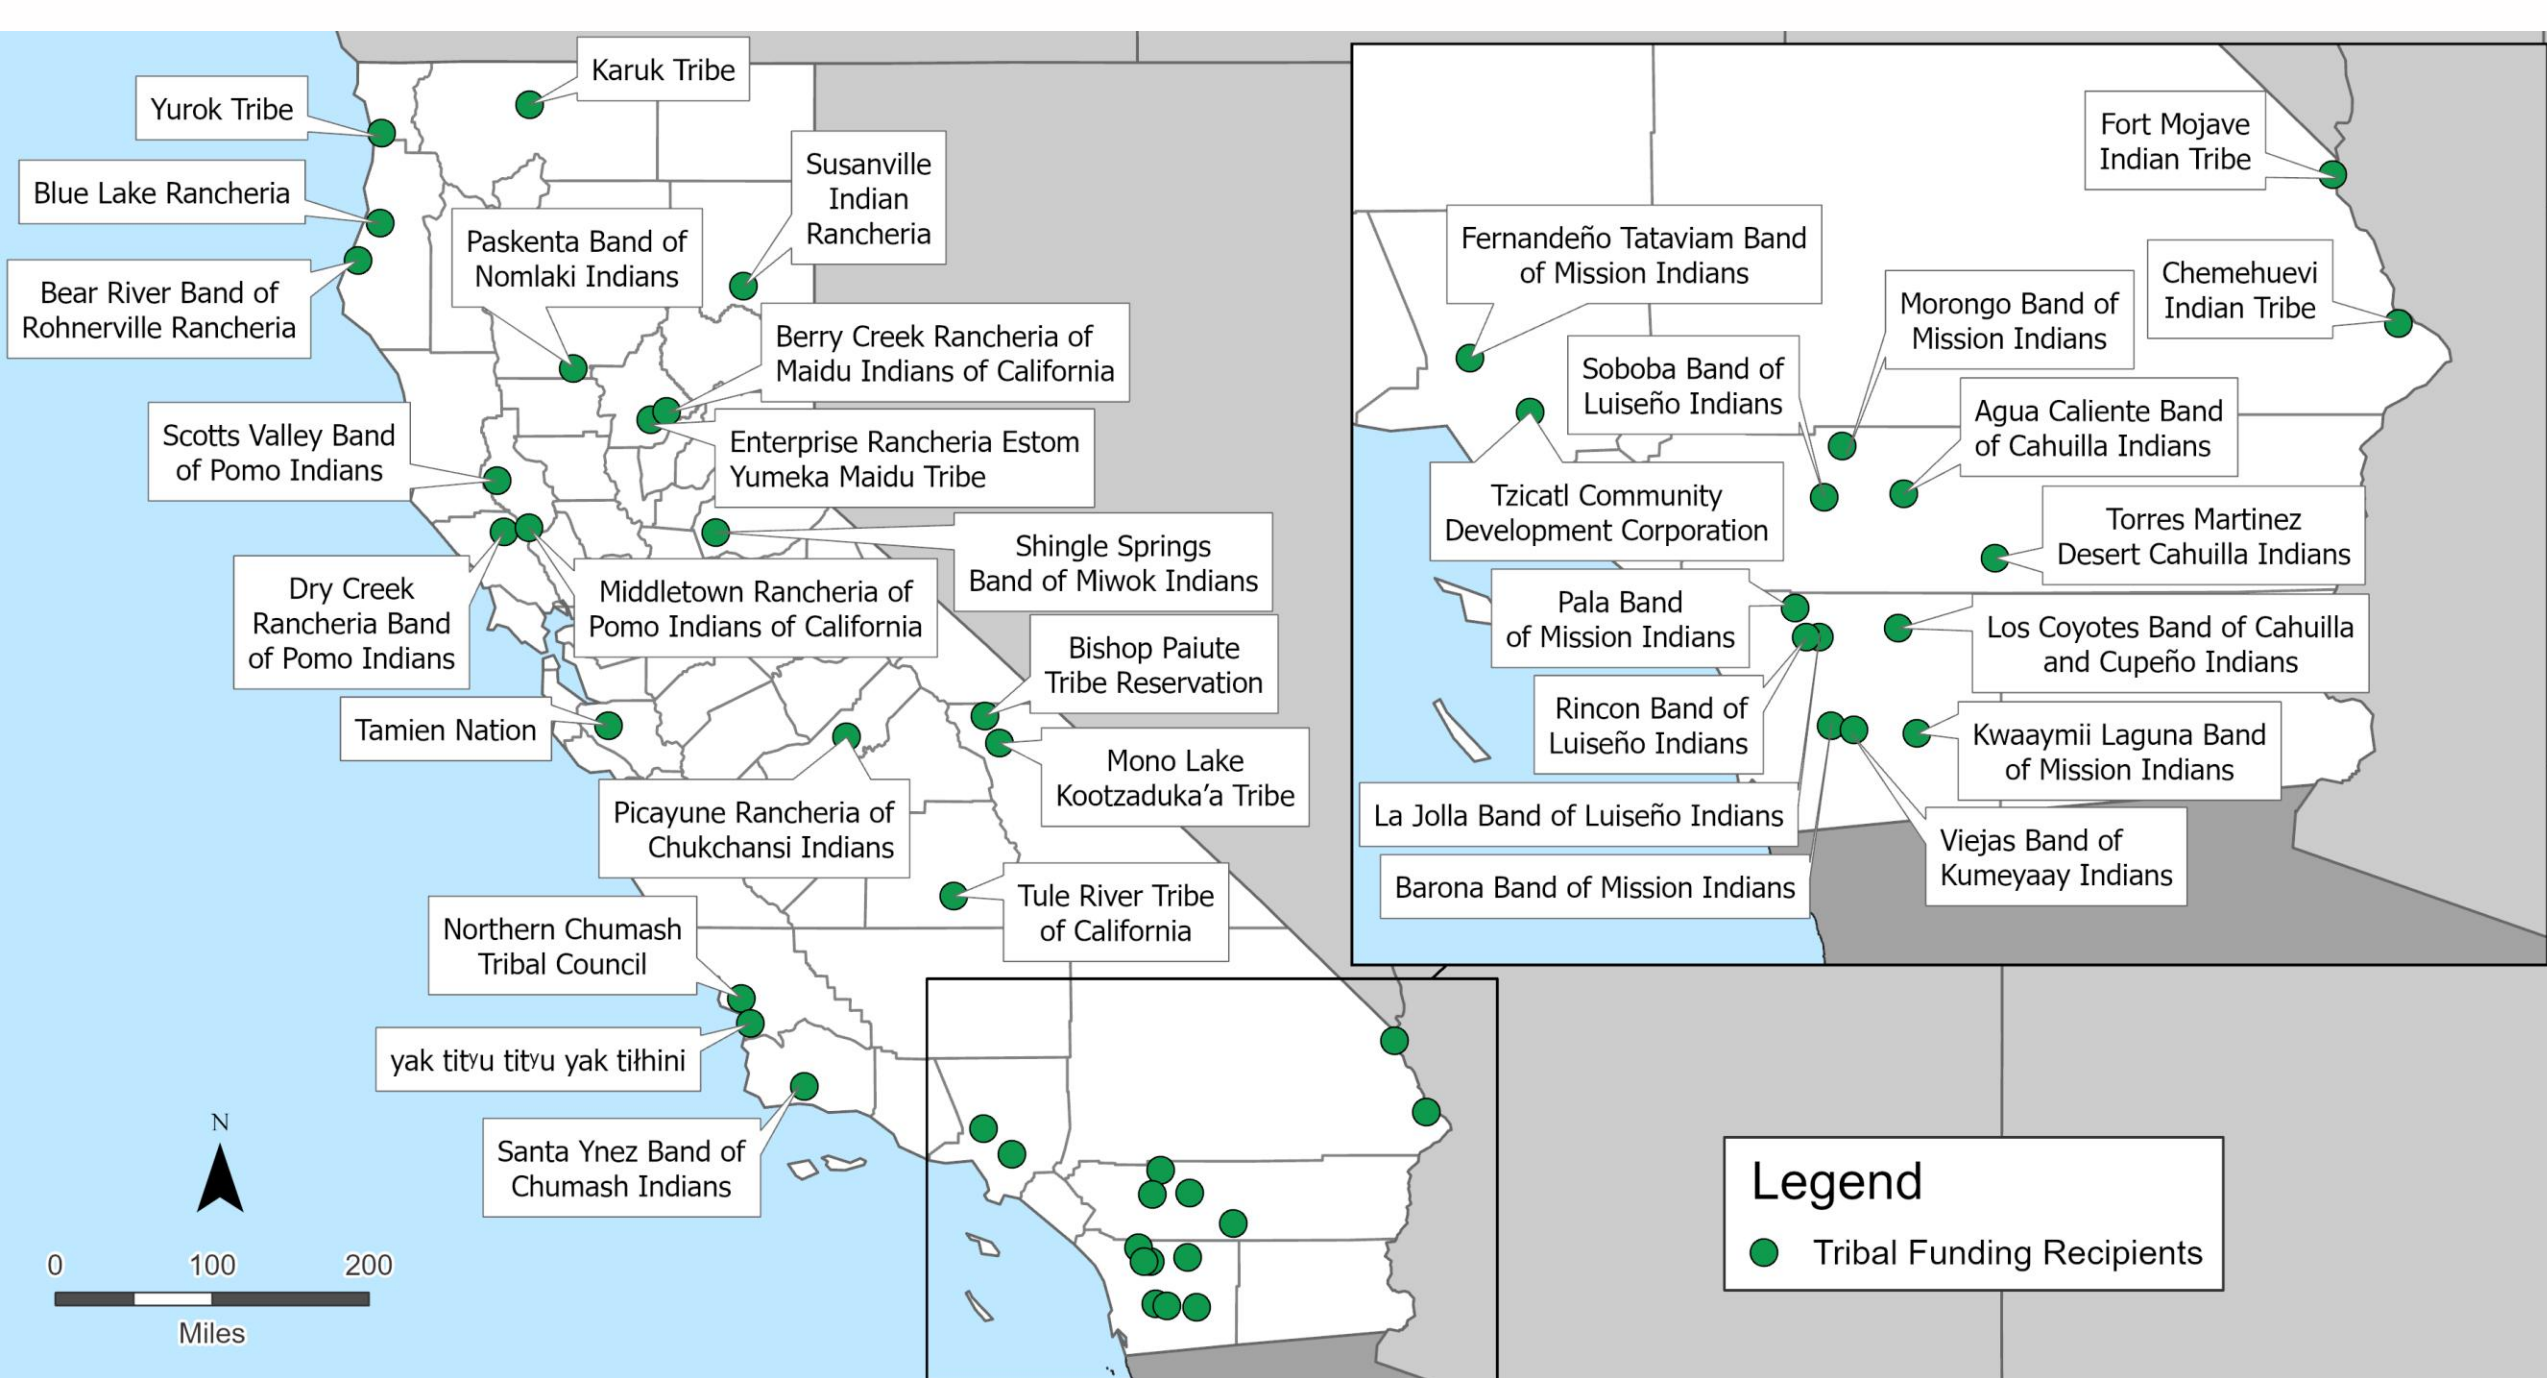 Karuk Tribe
Yurok Tribe
Blue Lake Rancheria
Bear River Band of
Rohnerville Rancheria
Susanville
Indian
Rancheria
Paskenta Band of
Nomlaki Indians
Berry Creek Rancheria of
Maidu Indians of California
Enterprise Rancheria Estom
Yumeka Maidu Tribe
Scotts Valley Band
of Pomo Indians
Shingle Springs
Band of Miwok Indians
Dry Creek
Rancheria Band
of Pomo Indians
Middletown Rancheria of
Pomo Indians of California
Bishop Paiute
Tribe Reservation
Tamien Nation
Mono Lake
Kootzaduka’a Tribe
Picayune Rancheria of
Chukchansi Indians
Tule River Tribe
of California
Northern Chumash
Tribal Council
yak titʸu titʸu yak tiłhini
Santa Ynez Band of
Chumash Indians
N
0 100 200
Miles
Fort Mojave
Indian Tribe
Fernandeño Tataviam Band
of Mission Indians
Chemehuevi
Indian Tribe
Morongo Band of
Mission Indians
Soboba Band of
Luiseño Indians
Agua Caliente Band
of Cahuilla Indians
Tzicatl Community
Development Corporation
Torres Martinez
Desert Cahuilla Indians
Pala Band
of Mission Indians
Los Coyotes Band of Cahuilla
and Cupeño Indians
Rincon Band of
Luiseño Indians
Kwaaymii Laguna Band
of Mission Indians
La Jolla Band of Luiseño Indians
Viejas Band of
Kumeyaay Indians
Barona Band of Mission Indians
Legend
Tribal Funding Recipients